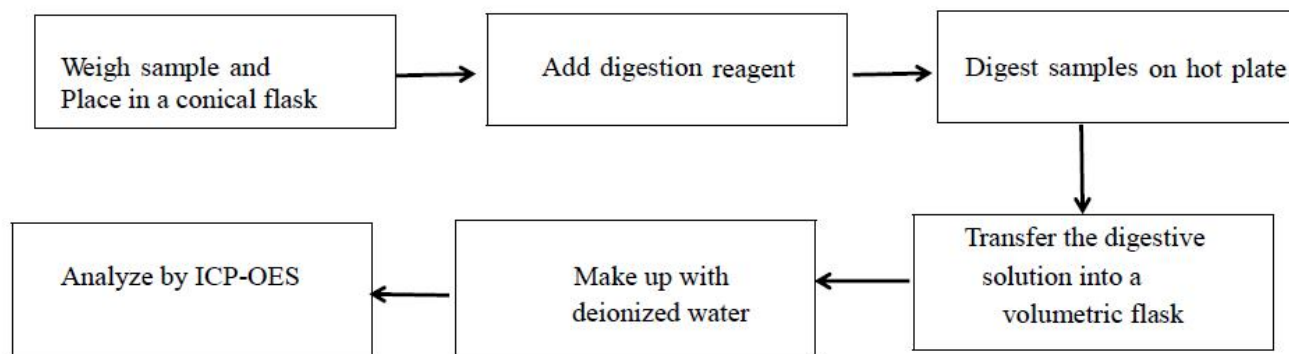 Weigh sample and
Place in a conical flask
Add digestion reagent
Digest samples on hot plate
Transfer the digestive
solution into a
volumetric flask
Make up with
deionized water
Analyze by ICP-OES